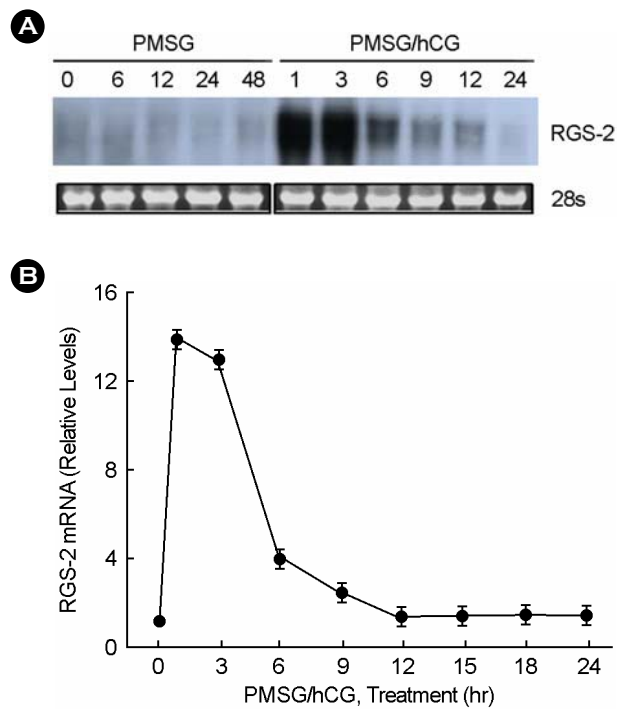 A
PMSG PMSG/hCG
0 6 12 24 48 1 3 6 9 12 24
RGS-2
28s
B
RGS-2 mRNA (Relative Levels)
16
12
8
4
0
0 3 6 9 12 15 18 24
PMSG/hCG, Treatment (hr)